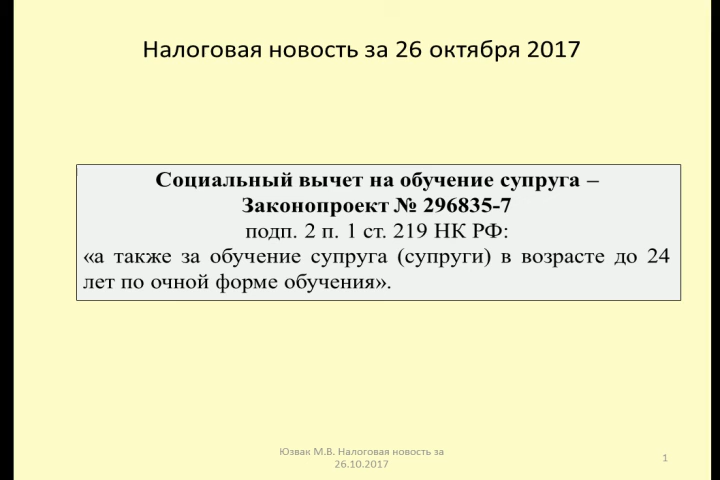 Налоговая новость за 26 октября 2017
Социальный вычет на обучение супруга –
Законопроект № 296835-7
подп. 2 п. 1 ст. 219 НК РФ:
«а также за обучение супруга (супруги) в возрасте до 24
лет по очной форме обучения».
Юзвак М.В. Налоговая новость за
26.10.2017
1